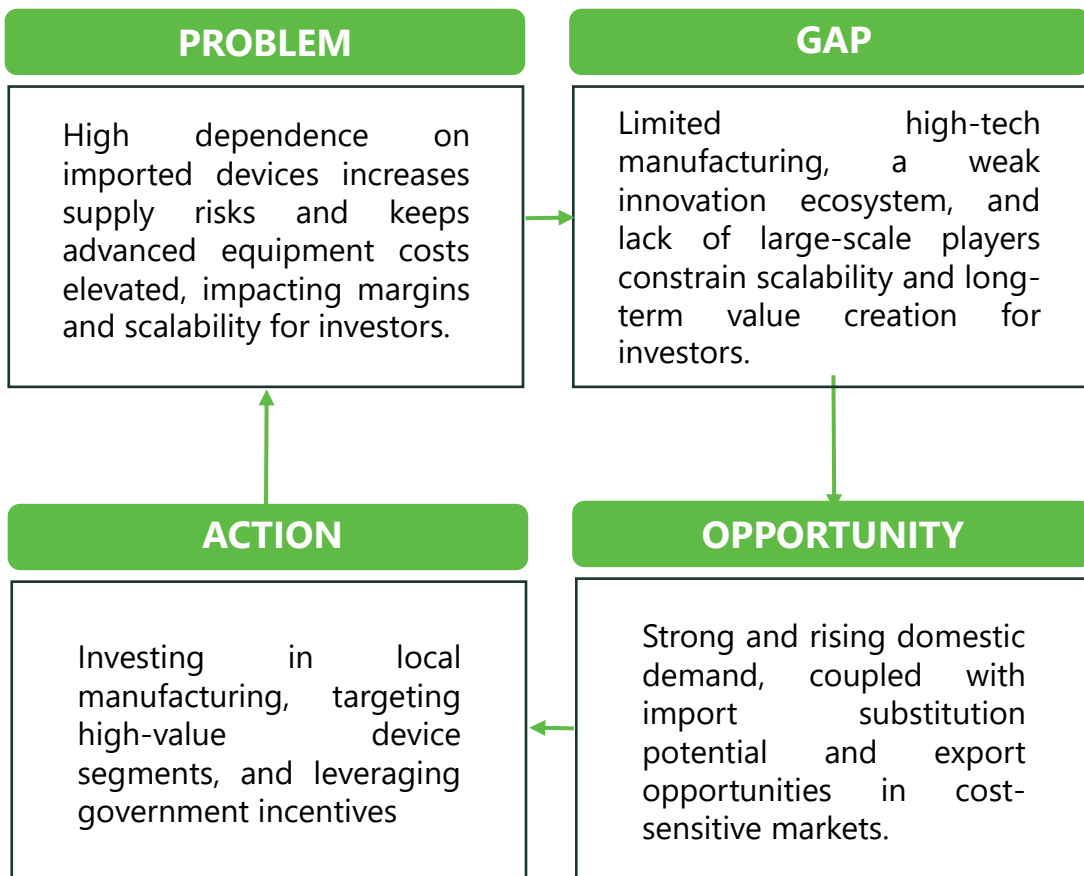 PROBLEM
High dependence on
imported devices increases
supply risks and keeps
advanced equipment costs
elevated, impacting margins
and scalability for investors.
GAP
Limited high-tech
manufacturing, a weak
innovation ecosystem, and
lack of large-scale players
constrain scalability and long-
term value creation for
investors.
OPPORTUNITY
Strong and rising domestic
demand, coupled with
import substitution
potential and export
opportunities in cost-
sensitive markets.
ACTION
Investing in local
manufacturing, targeting
high-value device
segments, and leveraging
government incentives